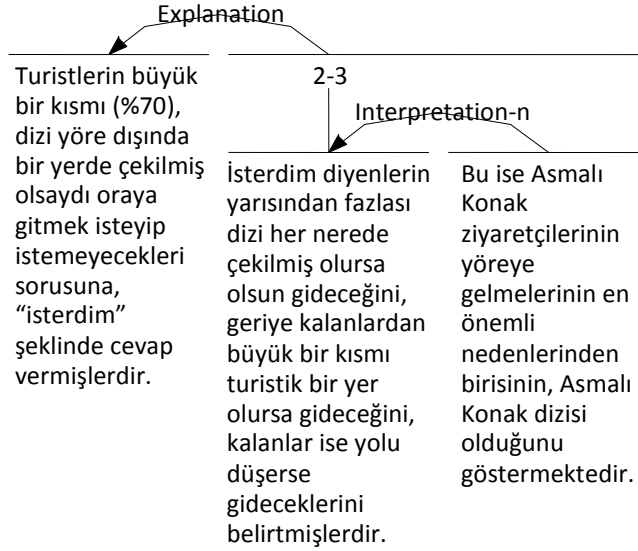 Explanation
Turistlerin büyük
bir kısmı (%70),
dizi yöre dışında
bir yerde çekilmiş
olsaydı oraya
gitmek isteyip
istemeyecekleri
sorusuna,
“isterdim”
şeklinde cevap
vermişlerdir.
2-3
Interpretation-n
İsterdim diyenlerin
yarısından fazlası
dizi her nerede
çekilmiş olursa
olsun gideceğini,
geriye kalanlardan
büyük bir kısmı
turistik bir yer
olursa gideceğini,
kalanlar ise yolu
düşerse
gideceklerini
belirtmişlerdir.
Bu ise Asmalı
Konak
ziyaretçilerinin
yöreye
gelmelerinin en
önemli
nedenlerinden
birisinin, Asmalı
Konak dizisi
olduğunu
göstermektedir.